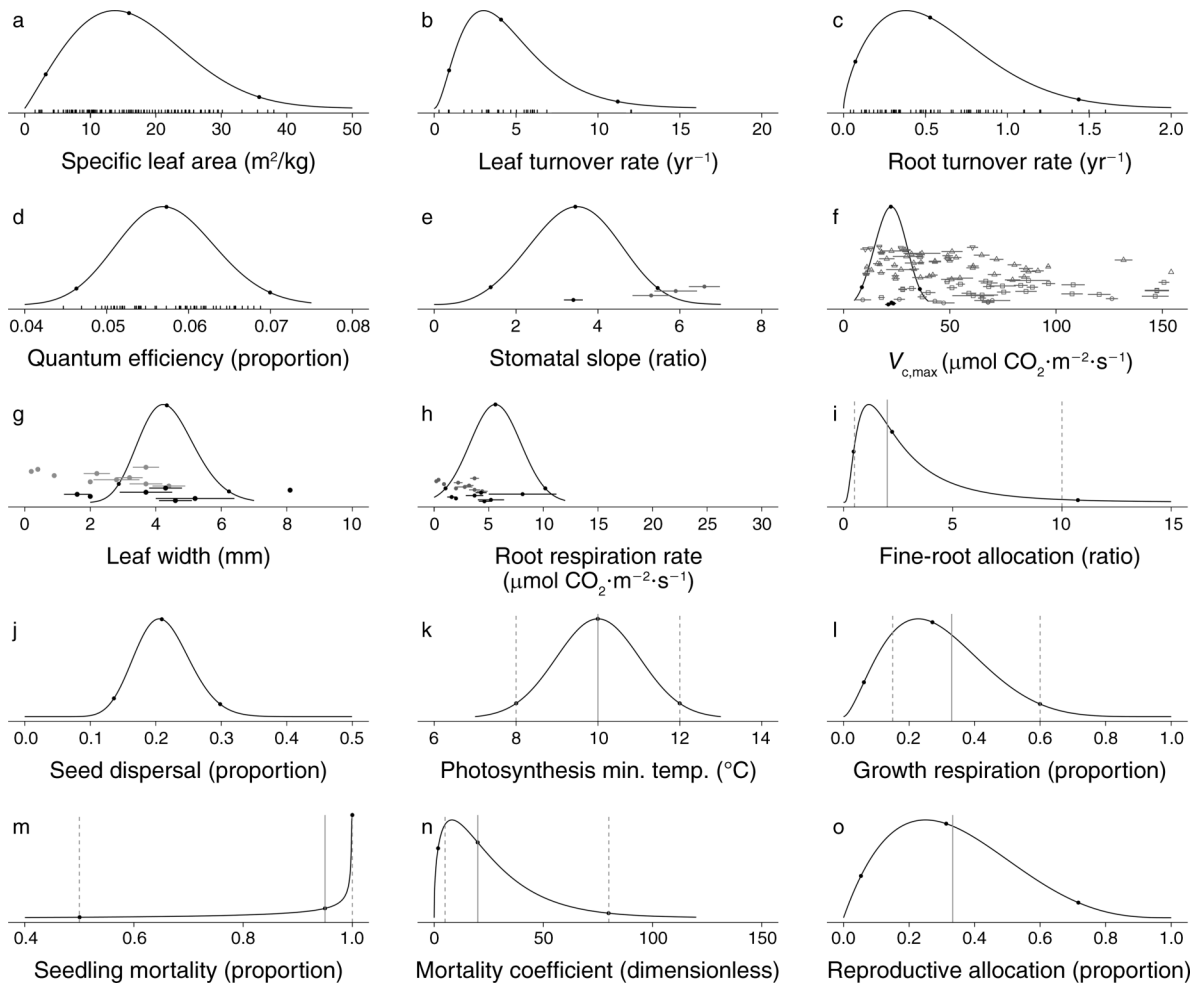 a
0 10 20 30 40 50
Specific leaf area (m²/kg)
b
0 5 10 15 20
Leaf turnover rate (yr⁻¹)
c
0.0 0.5 1.0 1.5 2.0
Root turnover rate (yr⁻¹)
d
0.04 0.05 0.06 0.07 0.08
Quantum efficiency (proportion)
e
0 2 4 6 8
Stomatal slope (ratio)
f
0 50 100 150
Vc,max (μmol CO₂·m⁻²·s⁻¹)
g
0 2 4 6 8 10
Leaf width (mm)
h
0 5 10 15 20 25 30
Root respiration rate
(μmol CO₂·m⁻²·s⁻¹)
i
0 5 10 15
Fine-root allocation (ratio)
j
0.0 0.1 0.2 0.3 0.4 0.5
Seed dispersal (proportion)
k
6 8 10 12 14
Photosynthesis min. temp. (°C)
l
0.0 0.2 0.4 0.6 0.8 1.0
Growth respiration (proportion)
m
0.4 0.6 0.8 1.0
Seedling mortality (proportion)
n
0 50 100 150
Mortality coefficient (dimensionless)
o
0.0 0.2 0.4 0.6 0.8 1.0
Reproductive allocation (proportion)